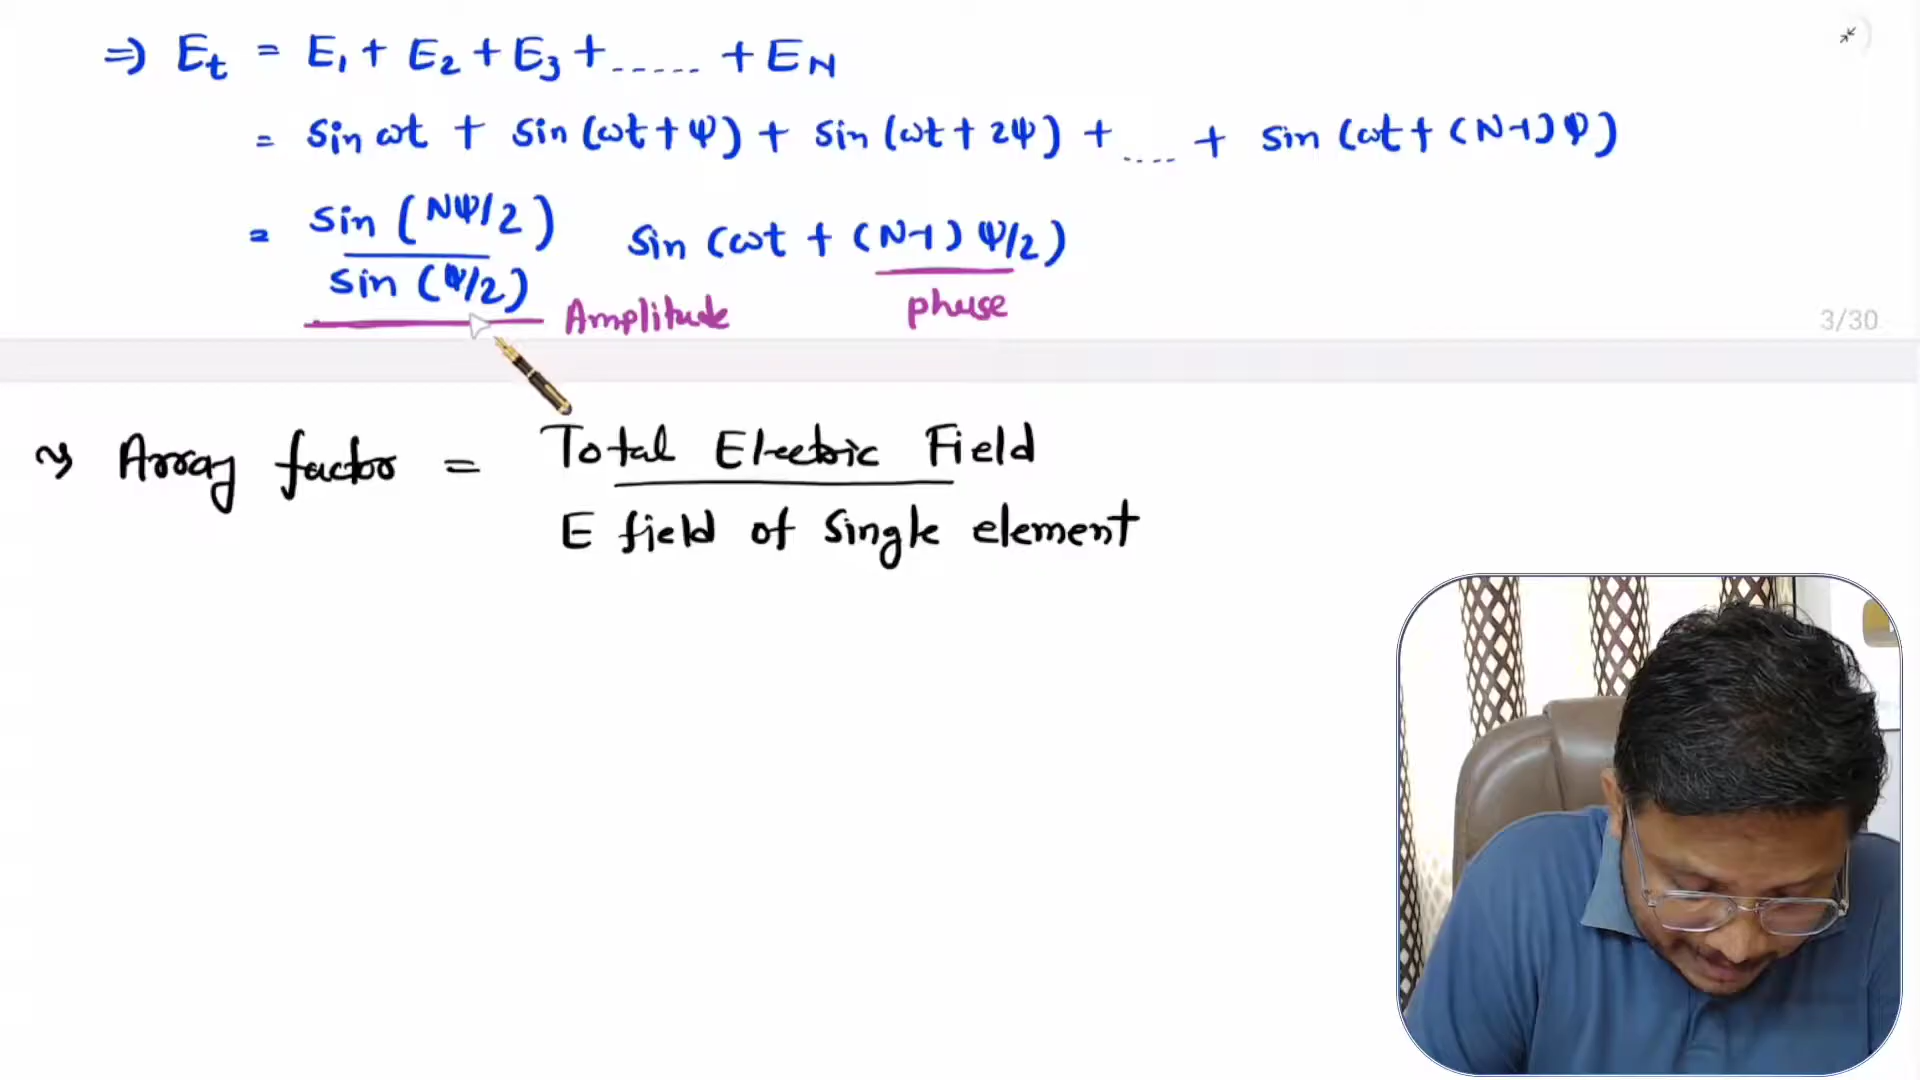 ⇒ Et = E1 + E2 + E3 + ...... + EN
= sin ωt + sin (ωt + ψ) + sin (ωt + 2ψ) + .... + sin (ωt + (N-1) ψ)
= sin (Nψ/2) / sin (ψ/2) sin (ωt + (N-1) ψ/2)
Amplitude phase
3/30
Array factor = Total Electric Field / E field of Single element